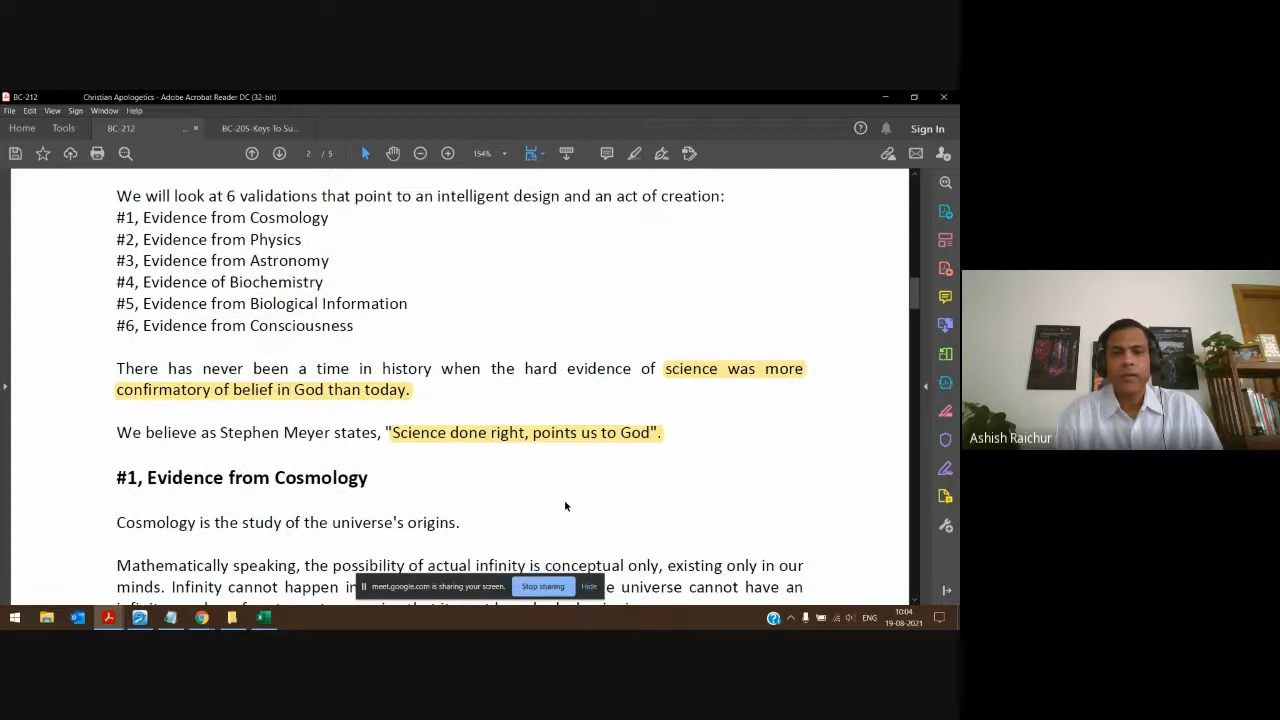 BC-212 Christian Apologetics - Adobe Acrobat Reader DC (32-bit)
File Edit View Sign Window Help
Home Tools BC-212 ... × BC-205-Keys To Su... Sign In
2 / 5 154%
We will look at 6 validations that point to an intelligent design and an act of creation:
#1, Evidence from Cosmology
#2, Evidence from Physics
#3, Evidence from Astronomy
#4, Evidence of Biochemistry
#5, Evidence from Biological Information
#6, Evidence from Consciousness
There has never been a time in history when the hard evidence of science was more
confirmatory of belief in God than today.
We believe as Stephen Meyer states, "Science done right, points us to God".
#1, Evidence from Cosmology
Cosmology is the study of the universe's origins.
Mathematically speaking, the possibility of actual infinity is conceptual only, existing only in our
minds. Infinity cannot happen in
universe cannot have an
meet.google.com is sharing your screen. Stop sharing Hide
ENG
10:04
19-08-2021
Ashish Raichur